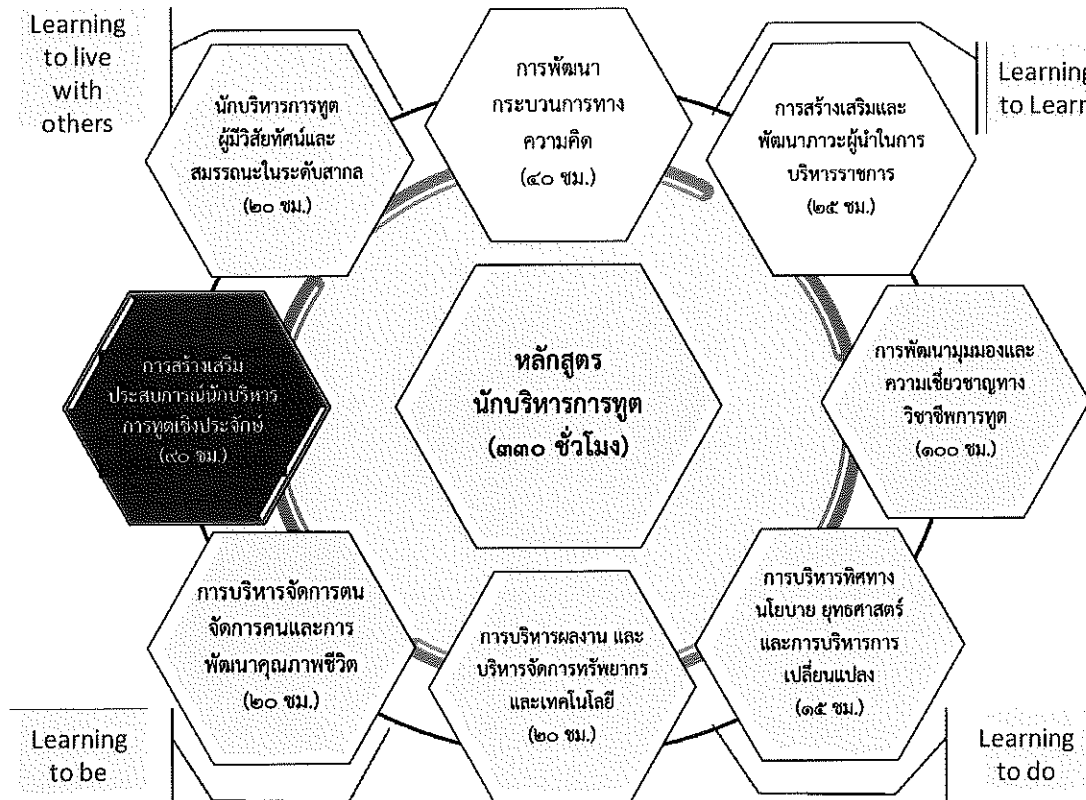 Learning
to live
with
others
นักบริหารการทูต
ผู้มีวิสัยทัศน์และ
สมรรถนะในระดับสากล
(๒๐ ชม.)
การพัฒนา
กระบวนการทาง
ความคิด
(๔๐ ชม.)
การสร้างเสริมและ
พัฒนาภาวะผู้นำในการ
บริหารราชการ
(๒๕ ชม.)
Learning
to Learn
การสร้างเสริม
ประสบการณ์นักบริหาร
การทูตเชิงประจักษ์
(๙๐ ชม.)
หลักสูตร
นักบริหารการทูต
(๓๓๐ ชั่วโมง)
การพัฒนามุมมองและ
ความเชี่ยวชาญทาง
วิชาชีพการทูต
(๑๐๐ ชม.)
การบริหารจัดการตน
จัดการคนและการ
พัฒนาคุณภาพชีวิต
(๒๐ ชม.)
การบริหารผลงาน และ
บริหารจัดการทรัพยากร
และเทคโนโลยี
(๒๐ ชม.)
การบริหารทิศทาง
นโยบาย ยุทธศาสตร์
และการบริหารการ
เปลี่ยนแปลง
(๑๕ ชม.)
Learning
to be
Learning
to do